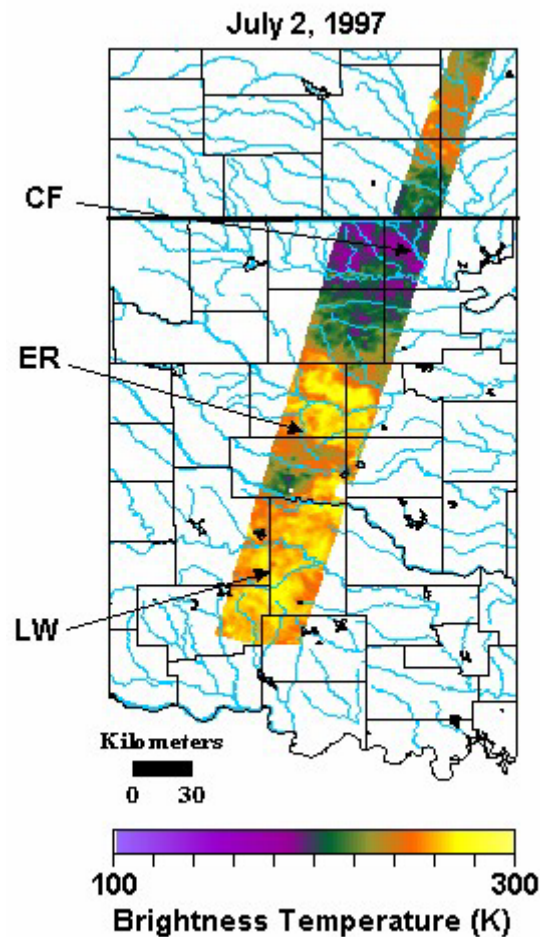 July 2, 1997
CF
ER
LW
Kilometers
0 30
100 300
Brightness Temperature (K)